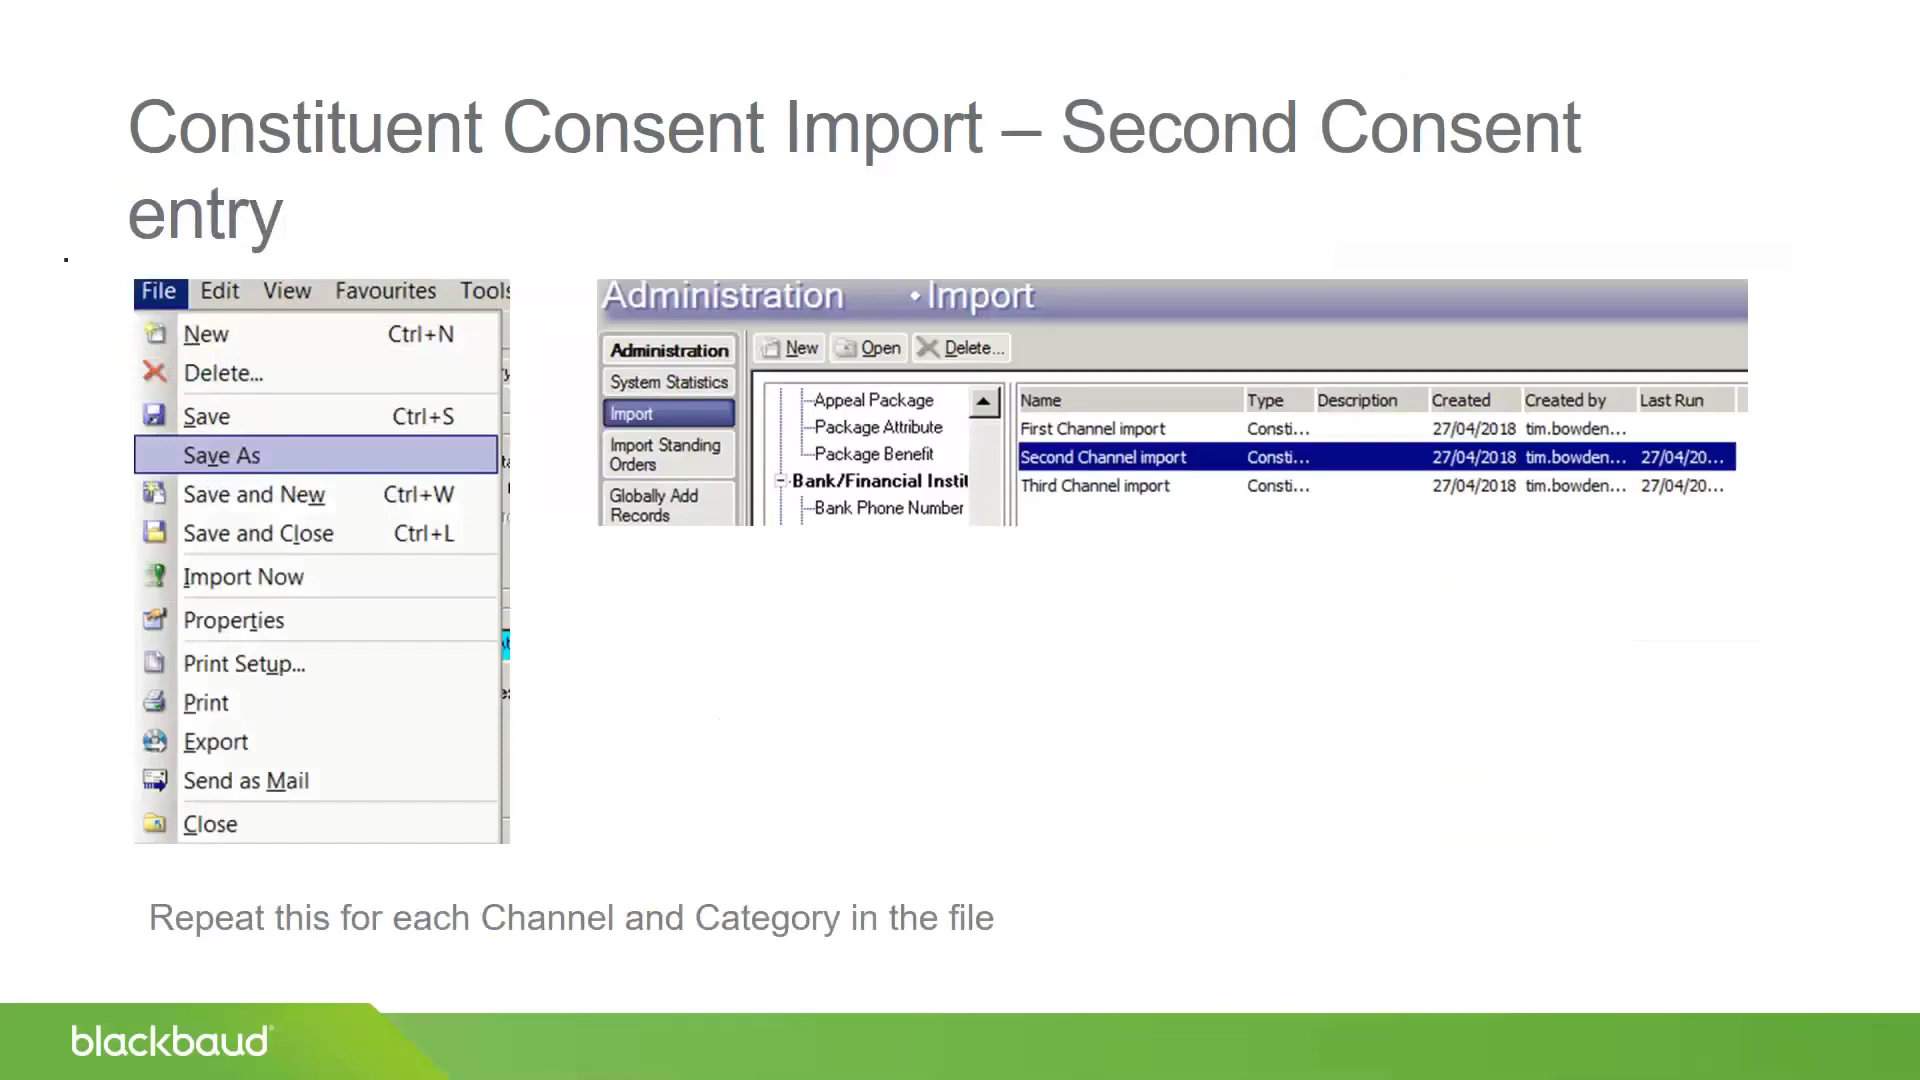 Constituent Consent Import – Second Consent
entry
.
File Edit View Favourites Tools
New Ctrl+N
Delete...
Save Ctrl+S
Save As
Save and New Ctrl+W
Save and Close Ctrl+L
Import Now
Properties
Print Setup...
Print
Export
Send as Mail
Close
Administration • Import
Administration
System Statistics
Import
Import Standing
Orders
Globally Add
Records
New Open Delete...
Appeal Package
Package Attribute
Package Benefit
Bank/Financial Instit
Bank Phone Number
Name Type Description Created Created by Last Run
First Channel import Consti... 27/04/2018 tim.bowden...
Second Channel import Consti... 27/04/2018 tim.bowden... 27/04/20...
Third Channel import Consti... 27/04/2018 tim.bowden... 27/04/20...
Repeat this for each Channel and Category in the file
blackbaud